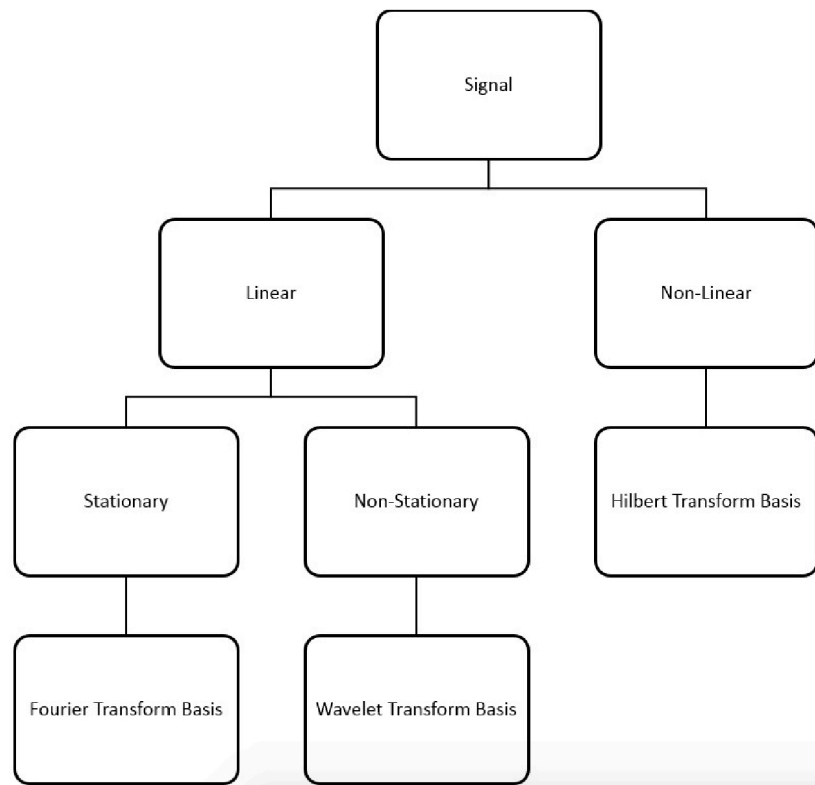 Signal
Linear
Non-Linear
Stationary
Non-Stationary
Hilbert Transform Basis
Fourier Transform Basis
Wavelet Transform Basis